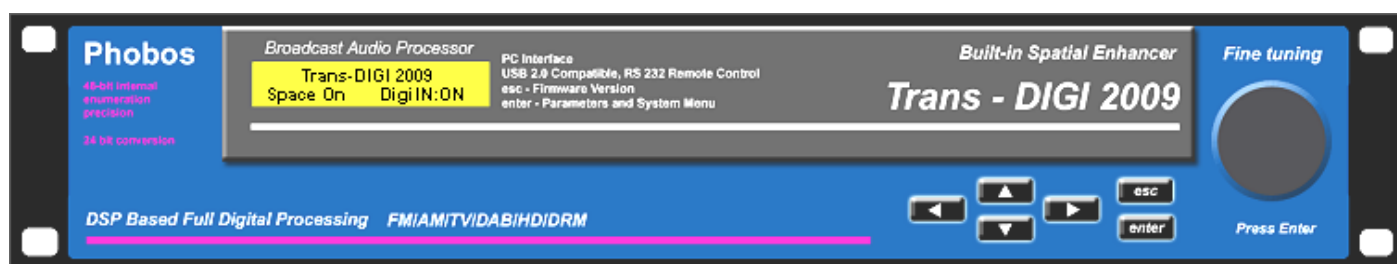 Phobos
48-bit internal
enumeration
precision
24 bit conversion
Broadcast Audio Processor
Trans-DIGI 2009
Space On DigiIN:ON
PC Interface
USB 2.0 Compatible, RS 232 Remote Control
esc - Firmware Version
enter - Parameters and System Menu
Built-in Spatial Enhancer
Trans - DIGI 2009
Fine tuning
DSP Based Full Digital Processing FM/AM/TV/DAB/HD/DRM
esc
enter
Press Enter